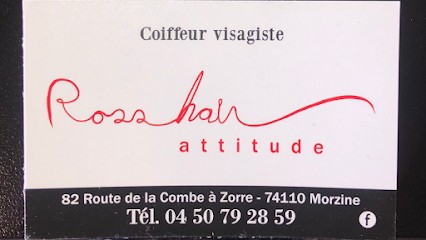 Coiffeur visagiste
Ross hair
attitude
82 Route de la Combe à Zorre - 74110 Morzine
Tél. 04 50 79 28 59
f